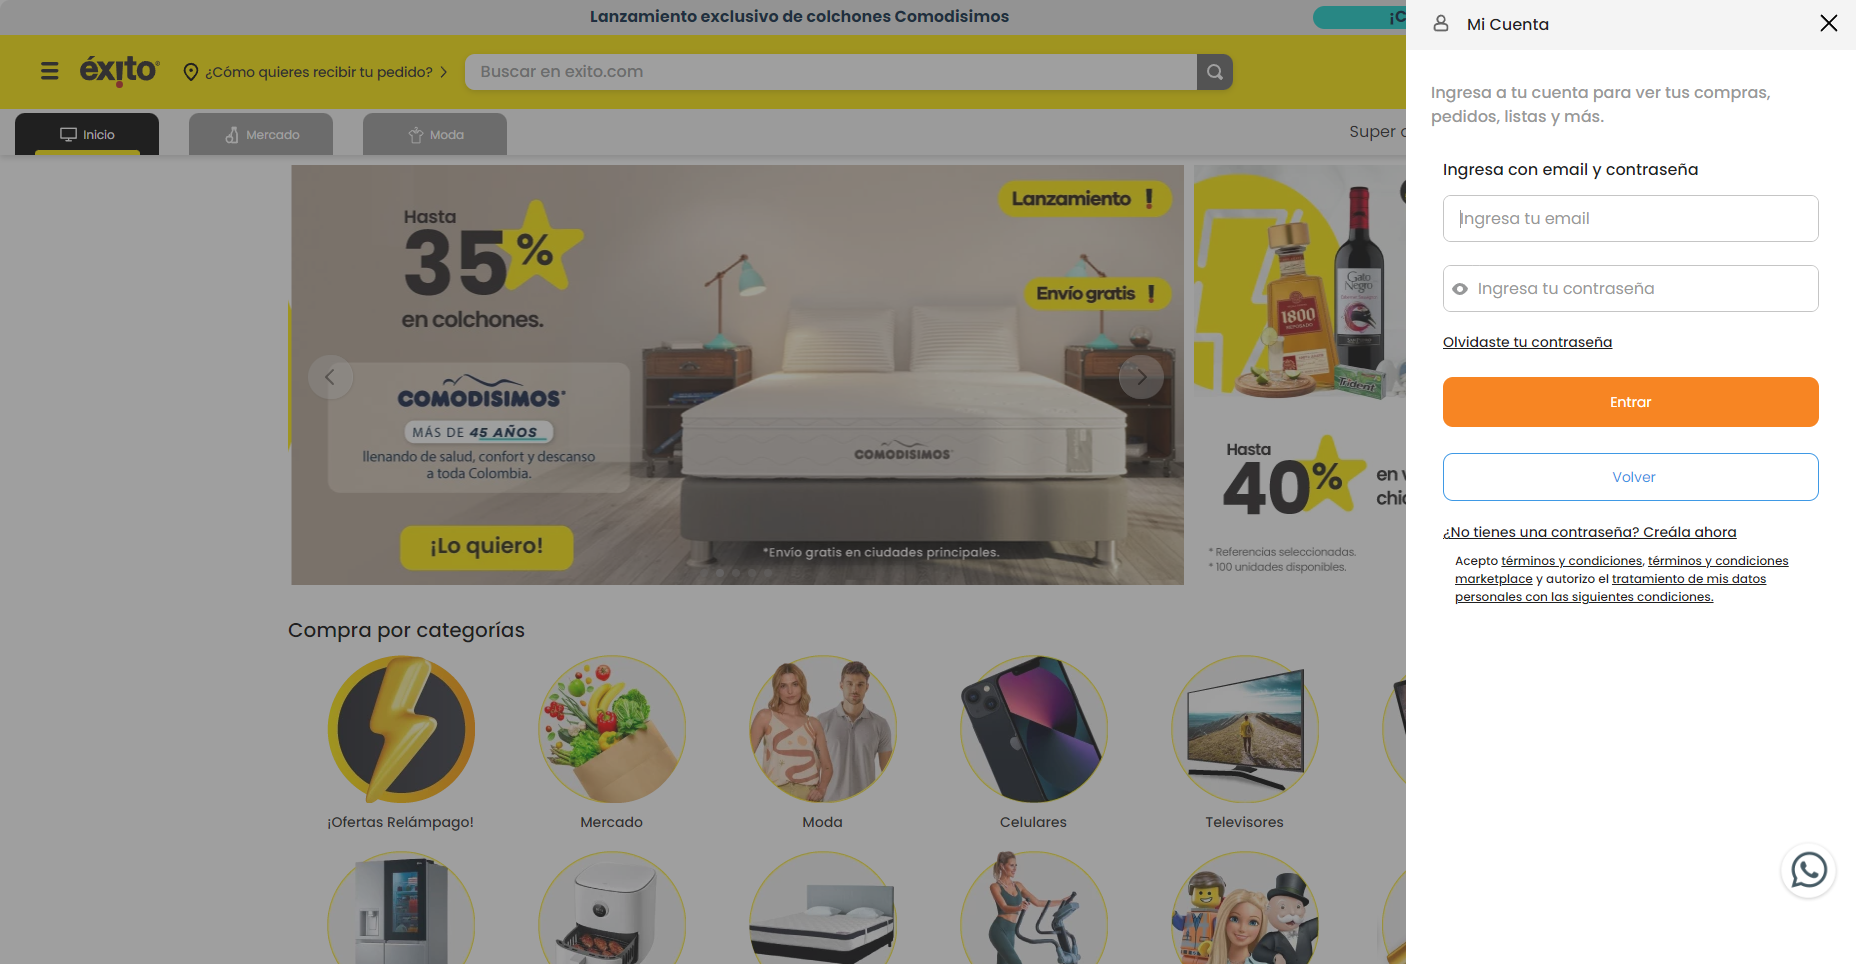 Lanzamiento exclusivo de colchones Comodisimos
éxito
¿Cómo quieres recibir tu pedido?
Buscar en exito.com
Inicio
Mercado
Moda
Super
Hasta
35%
en colchones.
COMODISIMOS
MÁS DE 45 AÑOS
llenando de salud, confort y descanso
a toda Colombia.
¡Lo quiero!
Lanzamiento !
Envío gratis !
COMODISIMOS
*Envío gratis en ciudades principales.
1800
Gato
Negro
Trident
Hasta
40%
en
* Referencias seleccionadas.
* 100 unidades disponibles.
Compra por categorías
¡Ofertas Relámpago!
Mercado
Moda
Celulares
Televisores
Mi Cuenta
Ingresa a tu cuenta para ver tus compras,
pedidos, listas y más.
Ingresa con email y contraseña
Ingresa tu email
Ingresa tu contraseña
Olvidaste tu contraseña
Entrar
Volver
¿No tienes una contraseña? Creála ahora
Acepto términos y condiciones, términos y condiciones
marketplace y autorizo el tratamiento de mis datos
personales con las siguientes condiciones.